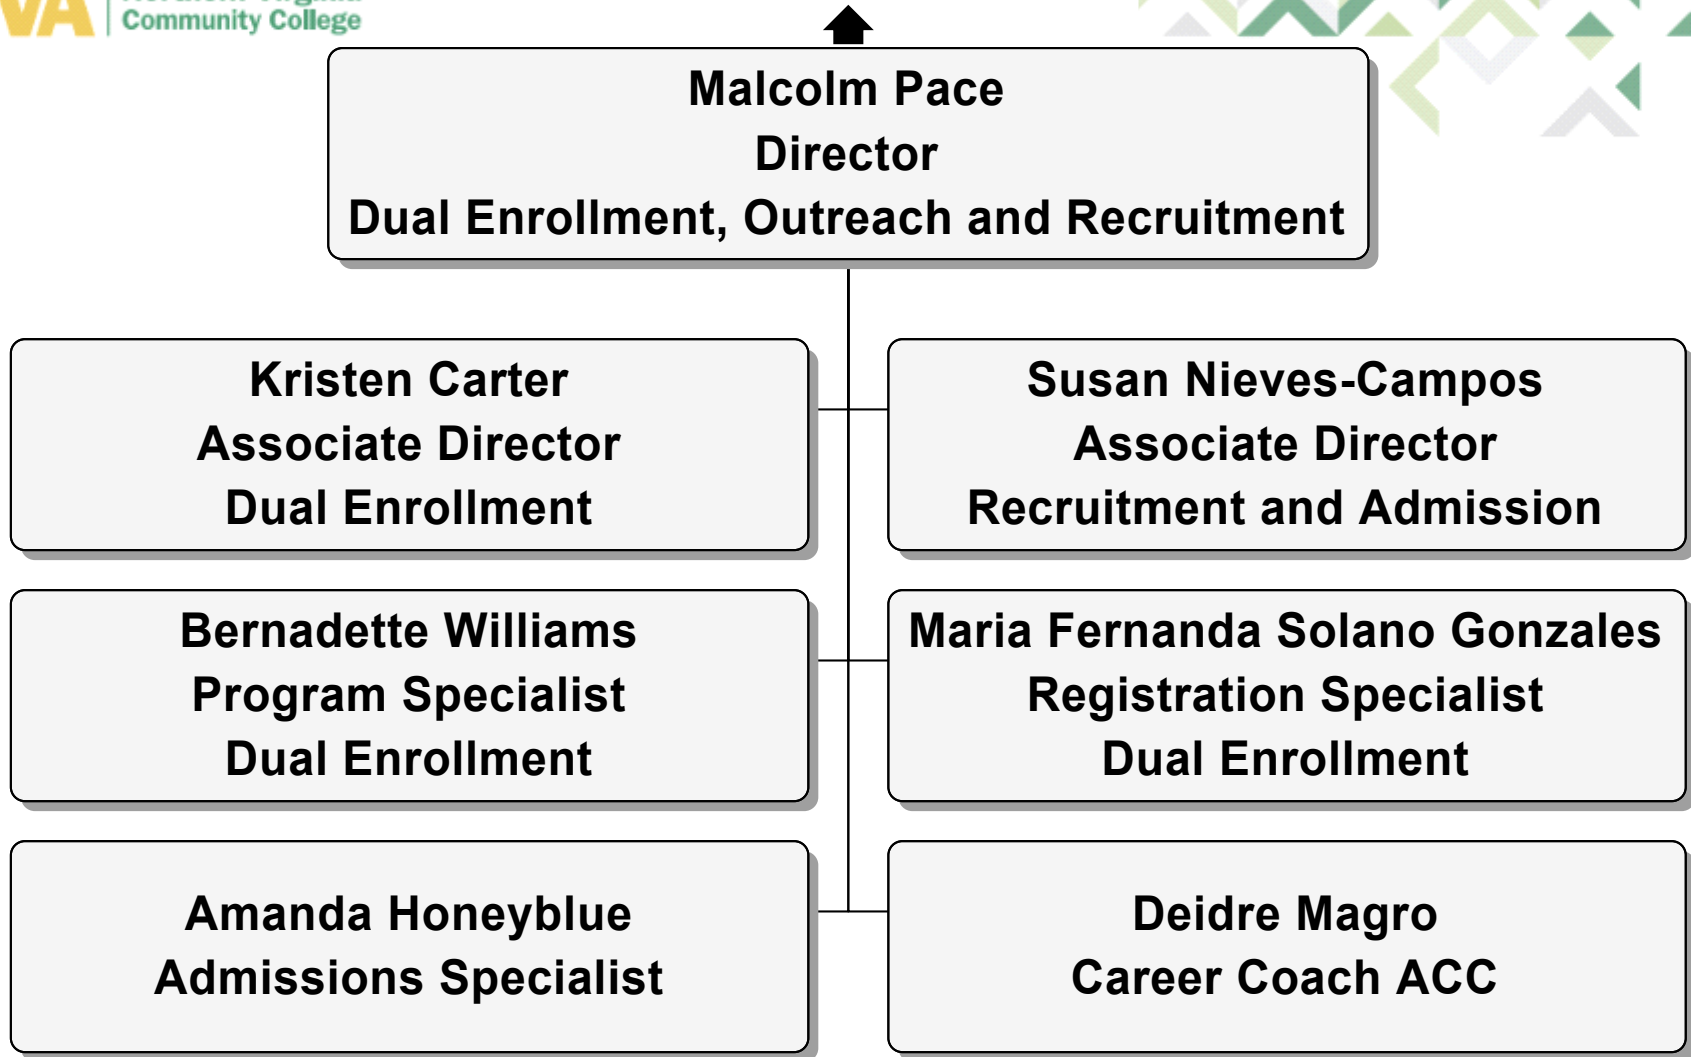 VA
Community College
Malcolm Pace
Director
Dual Enrollment, Outreach and Recruitment
Kristen Carter
Associate Director
Dual Enrollment
Susan Nieves-Campos
Associate Director
Recruitment and Admission
Bernadette Williams
Program Specialist
Dual Enrollment
Maria Fernanda Solano Gonzales
Registration Specialist
Dual Enrollment
Amanda Honeyblue
Admissions Specialist
Deidre Magro
Career Coach ACC